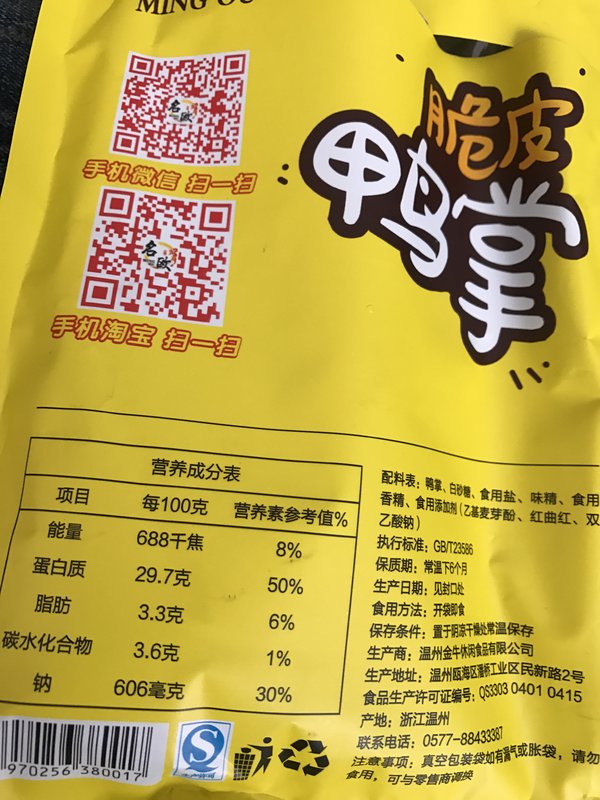 MING OU
脆皮
鸭掌
名欧
手机微信 扫一扫
名欧
手机淘宝 扫一扫
营养成分表
项目 每100克 营养素参考值%
能量 688千焦 8%
蛋白质 29.7克 50%
脂肪 3.3克 6%
碳水化合物 3.6克 1%
钠 606毫克 30%
配料表：鸭掌、白砂糖、食用盐、味精、食用
香精、食用添加剂（乙基麦芽酚、红曲红、双
乙酸钠）
执行标准：GB/T23586
保质期：常温下6个月
生产日期：见封口处
食用方法：开袋即食
保存条件：置于阴凉干燥处常温保存
生产商：温州金牛休闲食品有限公司
生产地址：温州瓯海区潘桥工业区民新路2号
食品生产许可证编号：QS3303 0401 0415
产地：浙江温州
联系电话：0577-88433387
注意事项：真空包装袋如有漏气或胀袋，请勿
食用，可与零售商调换
970256 380017
S